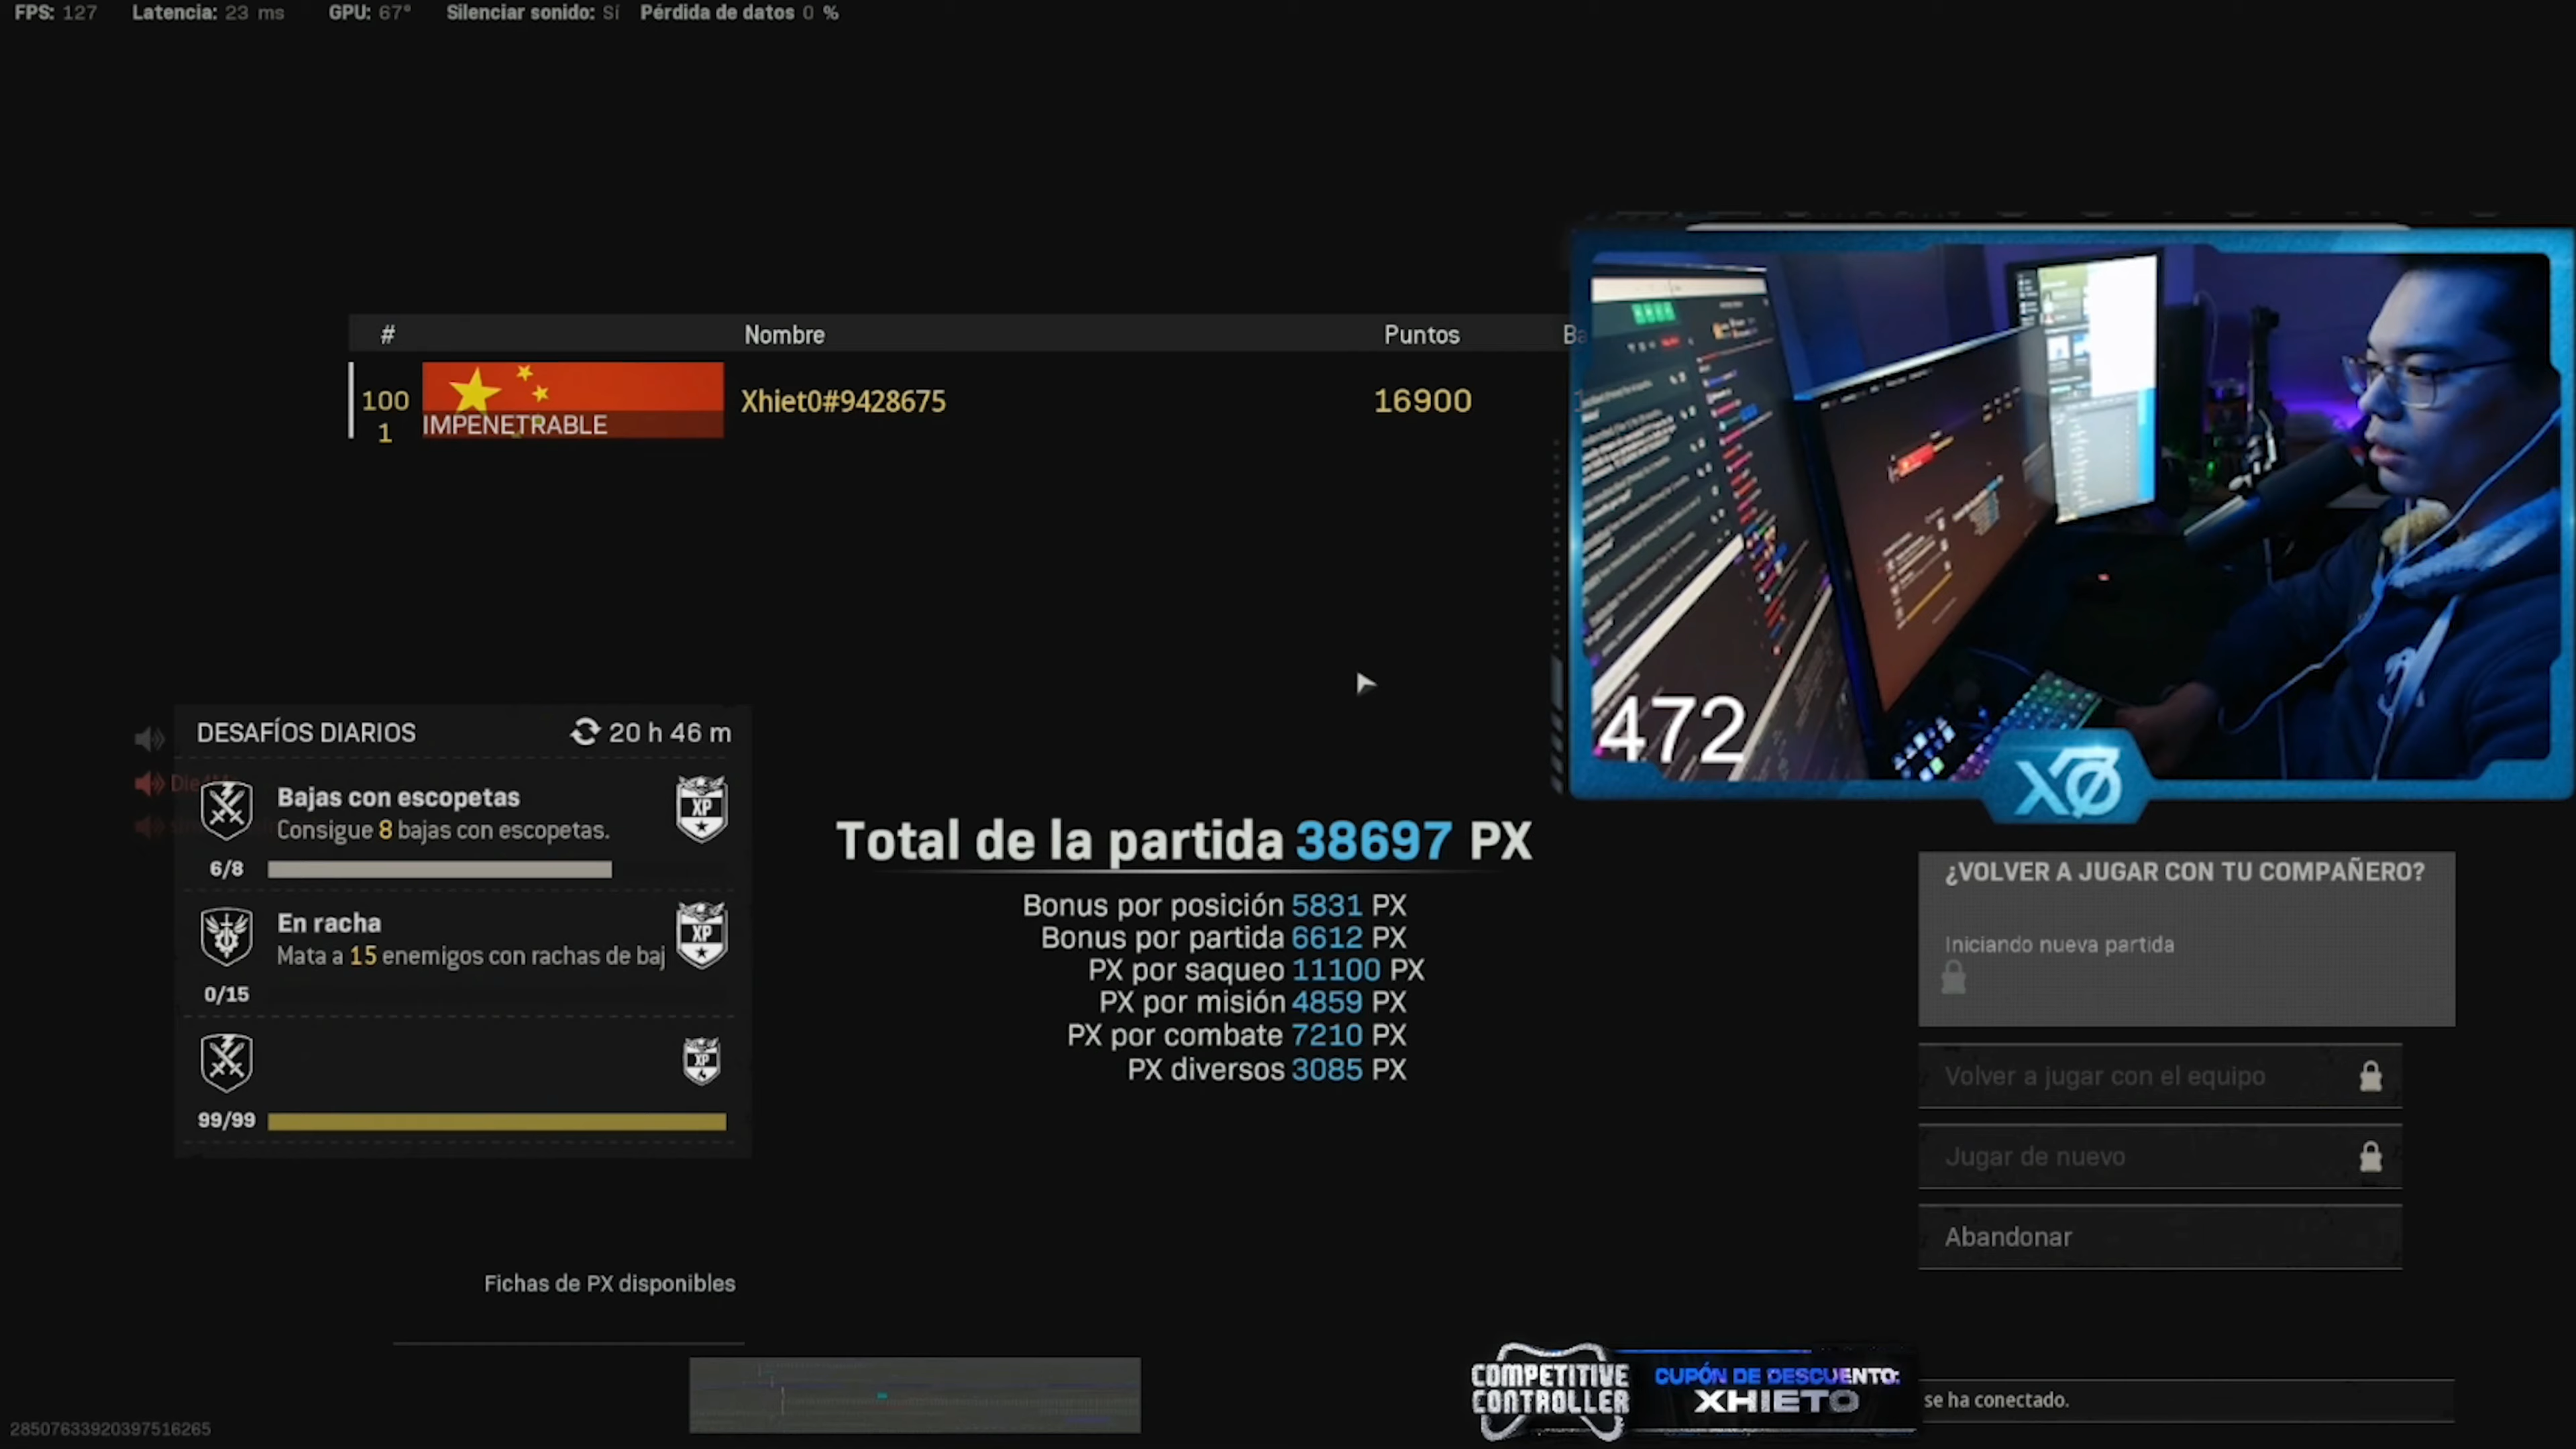 FPS: 127 Latencia: 23 ms GPU: 67° Silenciar sonido: Sí Pérdida de datos 0 %
# Nombre Puntos Ba
100
1
IMPENETRABLE
Xhiet0#9428675
16900
472
XØ
DESAFÍOS DIARIOS 20 h 46 m
Bajas con escopetas
Consigue 8 bajas con escopetas.
XP
6/8
En racha
Mata a 15 enemigos con rachas de baj
XP
0/15
XP
99/99
Total de la partida 38697 PX
Bonus por posición 5831 PX
Bonus por partida 6612 PX
PX por saqueo 11100 PX
PX por misión 4859 PX
PX por combate 7210 PX
PX diversos 3085 PX
¿VOLVER A JUGAR CON TU COMPAÑERO?
Iniciando nueva partida
Volver a jugar con el equipo
Jugar de nuevo
Abandonar
Fichas de PX disponibles
COMPETITIVE
CONTROLLER
CUPÓN DE DESCUENTO:
XHIETO
se ha conectado.
28507633920397516265